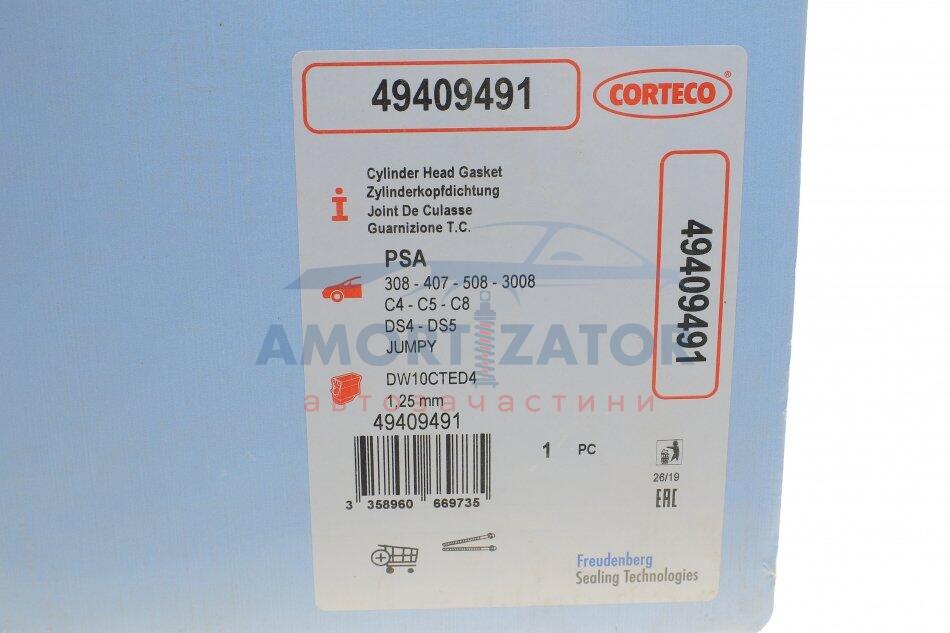 49409491
CORTECO®
49409491
Cylinder Head Gasket
Zylinderkopfdichtung
Joint De Culasse
Guarnizione T.C.
PSA
308 - 407 - 508 - 3008
C4 - C5 - C8
DS4 - DS5
JUMPY
AMORTIZATOR
DW10CTED4
1,25 mm
автозачастини
49409491
1 PC
3 358960 669735
26/19
EAC
Freudenberg
Sealing Technologies